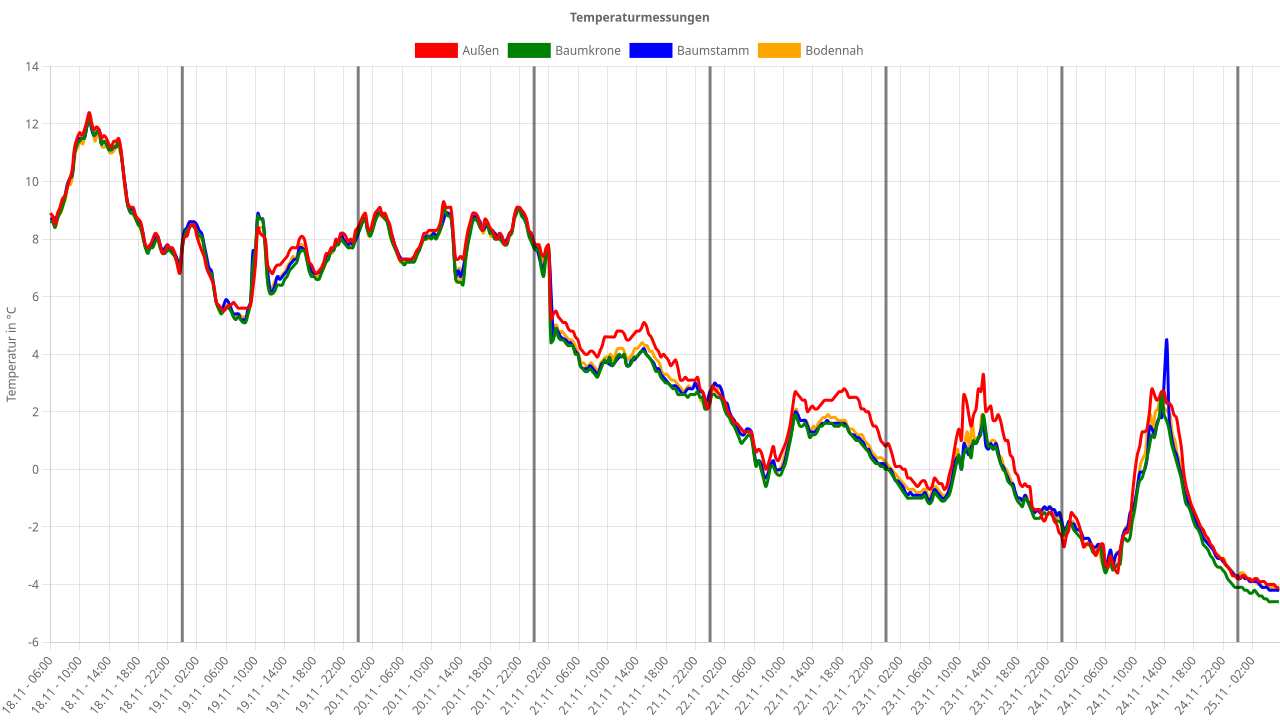 Temperaturmessungen
Außen Baumkrone Baumstamm Bodennah
Temperatur in °C
14
12
10
8
6
4
2
0
-2
-4
-6
18.11 - 06:00
18.11 - 10:00
18.11 - 14:00
18.11 - 18:00
18.11 - 22:00
19.11 - 02:00
19.11 - 06:00
19.11 - 10:00
19.11 - 14:00
19.11 - 18:00
19.11 - 22:00
20.11 - 02:00
20.11 - 06:00
20.11 - 10:00
20.11 - 14:00
20.11 - 18:00
20.11 - 22:00
21.11 - 02:00
21.11 - 06:00
21.11 - 10:00
21.11 - 14:00
21.11 - 18:00
21.11 - 22:00
22.11 - 02:00
22.11 - 06:00
22.11 - 10:00
22.11 - 14:00
22.11 - 18:00
22.11 - 22:00
23.11 - 02:00
23.11 - 06:00
23.11 - 10:00
23.11 - 14:00
23.11 - 18:00
23.11 - 22:00
24.11 - 02:00
24.11 - 06:00
24.11 - 10:00
24.11 - 14:00
24.11 - 18:00
24.11 - 22:00
25.11 - 02:00